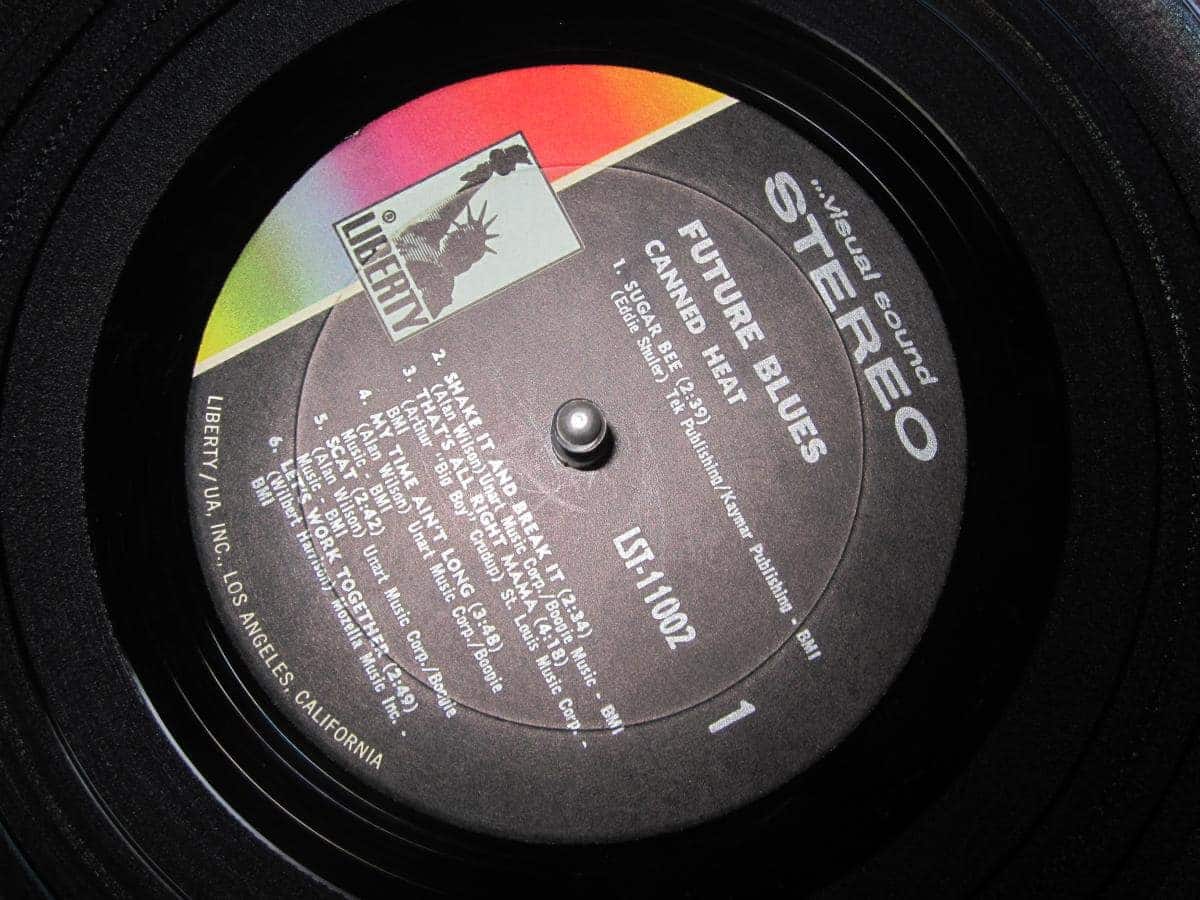 ...visual sound
STEREO
FUTURE BLUES
CANNED HEAT
1. SUGAR BEE (2:39)
(Eddie Shuler) Tek Publishing/Kaymar Publishing - BMI
® LIBERTY
LST-11002
1
2. SHAKE IT AND BREAK IT (2:34)
(Alan Wilson) Unart Music Corp./Boogie Music - BMI
3. THAT'S ALL RIGHT MAMA (4:18)
(Arthur "Big Boy" Crudup) St. Louis Music Corp. -
BMI
4. MY TIME AIN'T LONG (3:48)
(Alan Wilson) Unart Music Corp./Boogie
Music - BMI
5. SCAT (2:42)
(Alan Wilson) Unart Music Corp./Boogie
Music - BMI
6. LET'S WORK TOGETHER (2:49)
(Wilbert Harrison) Mozella Music Inc. -
BMI
LIBERTY/UA, INC., LOS ANGELES, CALIFORNIA